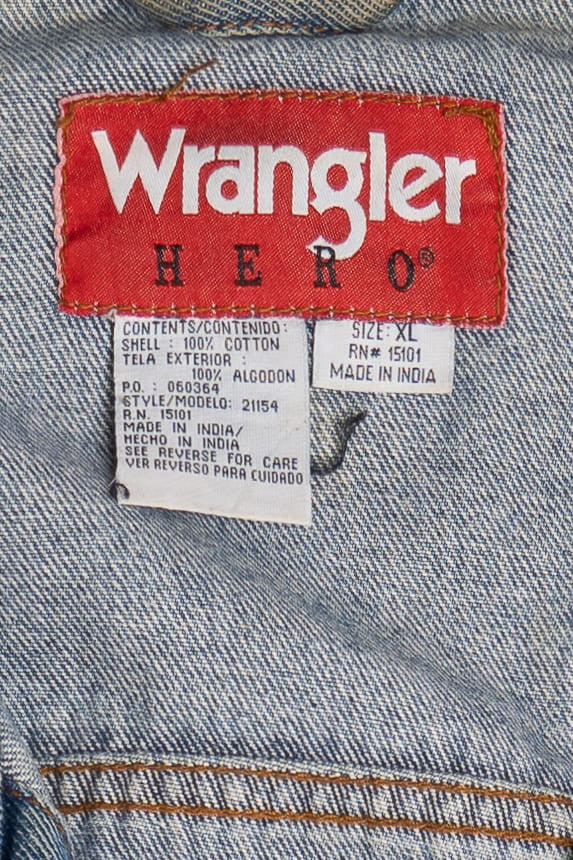 Wrangler
HERO®
CONTENTS/CONTENIDO:
SHELL : 100% COTTON
TELA EXTERIOR :
100% ALGODON
P.O. : 060364
STYLE/MODELO: 21154
R.N. 15101
MADE IN INDIA/
HECHO IN INDIA
SEE REVERSE FOR CARE
VER REVERSO PARA CUIDADO
SIZE: XL
RN# 15101
MADE IN INDIA